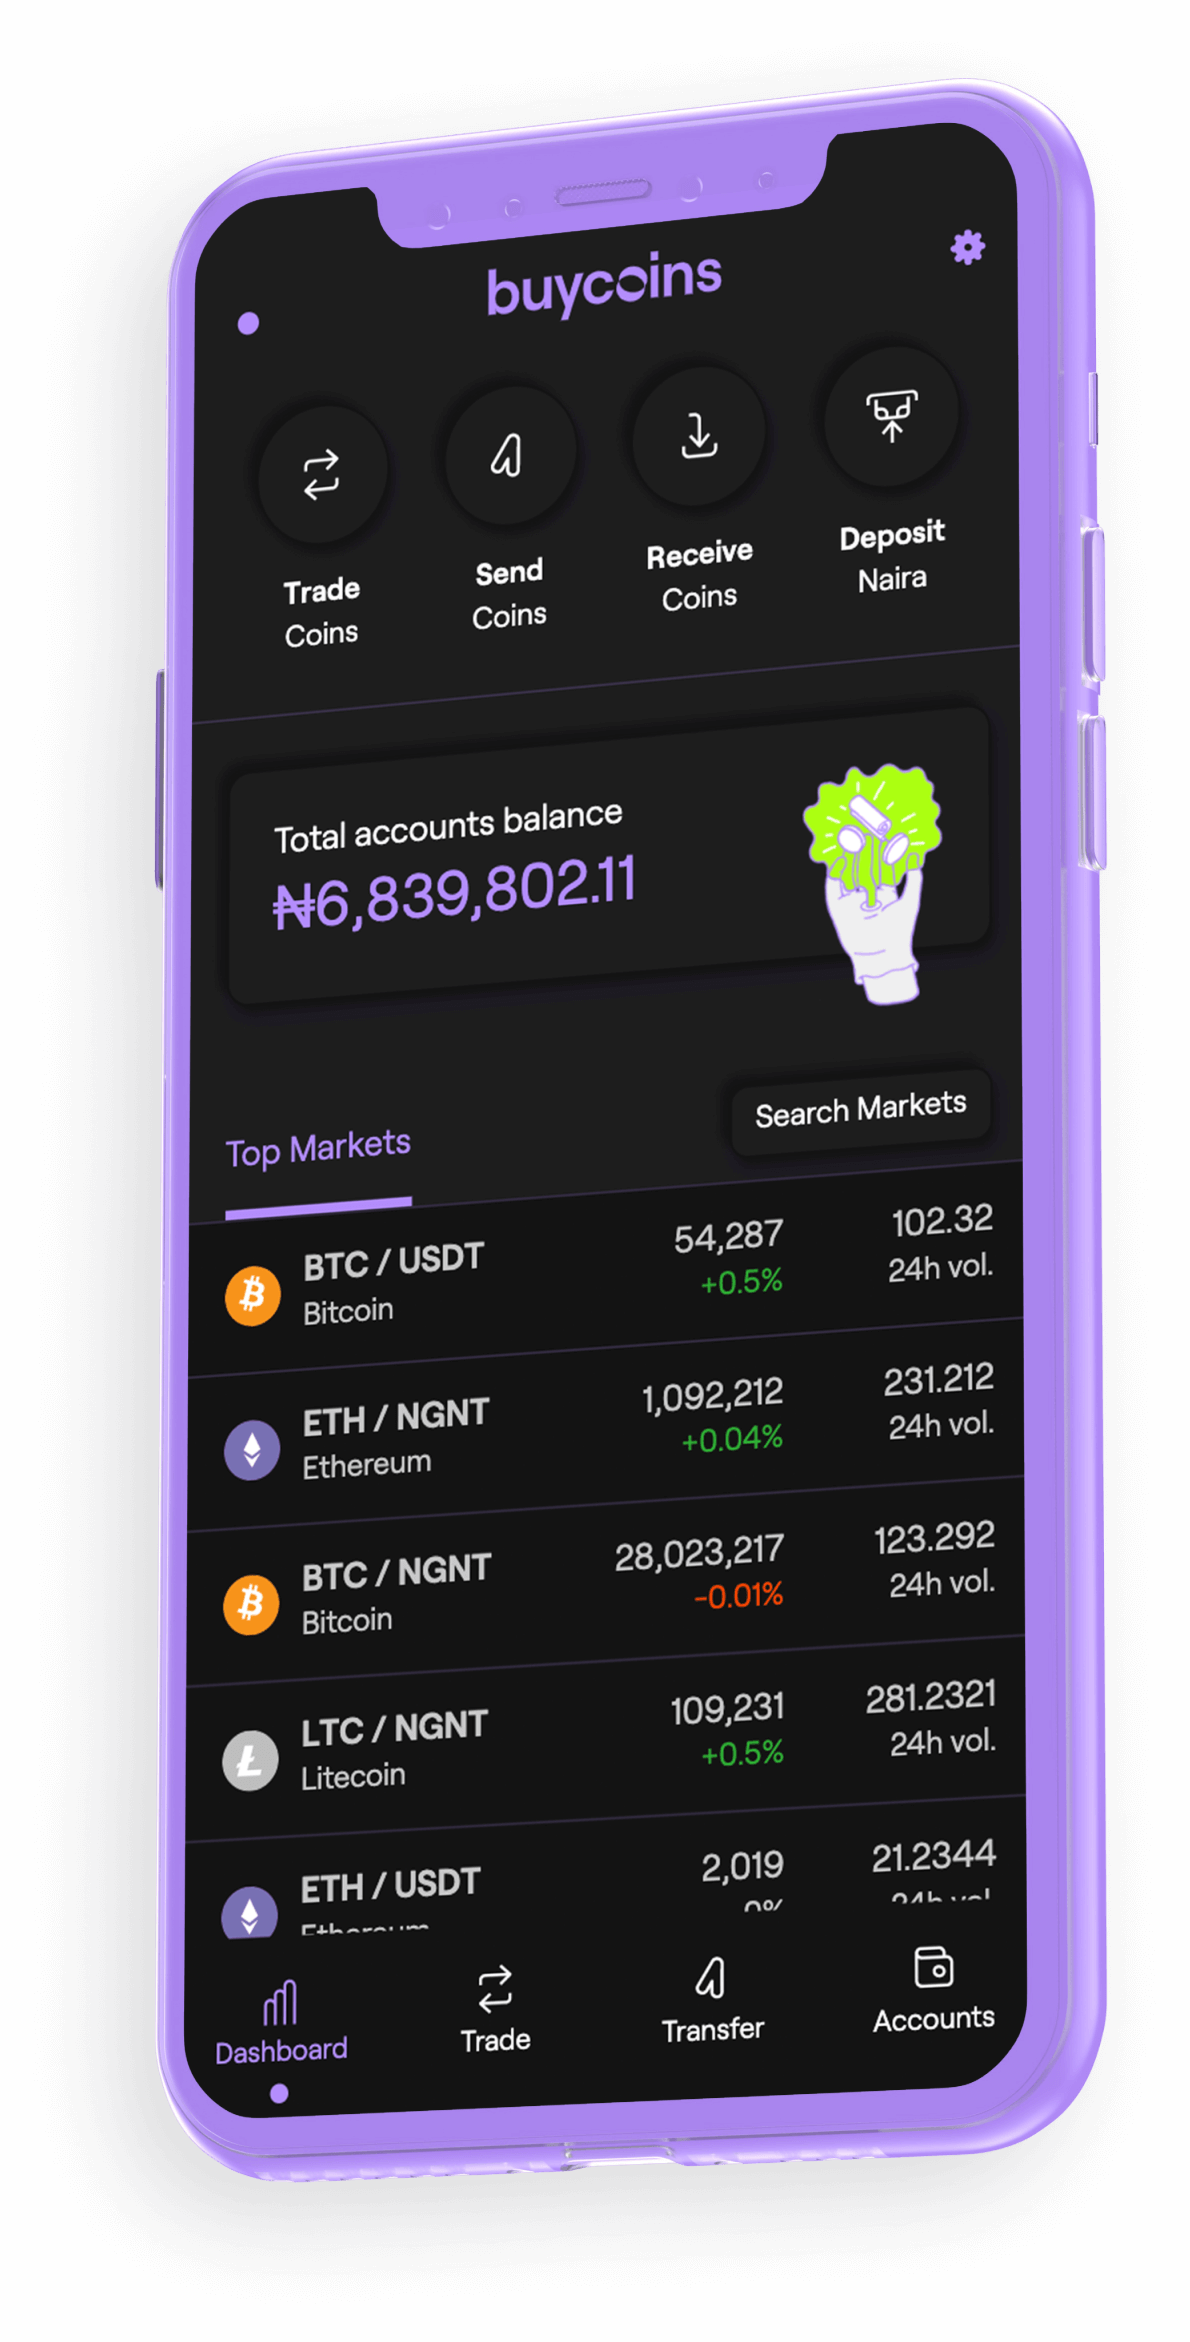 buycoins
Trade
Coins
Send
Coins
Receive
Coins
Deposit
Naira
Total accounts balance
₦6,839,802.11
Top Markets
Search Markets
BTC / USDT 54,287 102.32
Bitcoin +0.5% 24h vol.
ETH / NGNT 1,092,212 231.212
Ethereum +0.04% 24h vol.
BTC / NGNT 28,023,217 123.292
Bitcoin -0.01% 24h vol.
LTC / NGNT 109,231 281.2321
Litecoin +0.5% 24h vol.
ETH / USDT 2,019 21.2344
Ethereum 0% 24h vol.
Dashboard
Trade
Transfer
Accounts